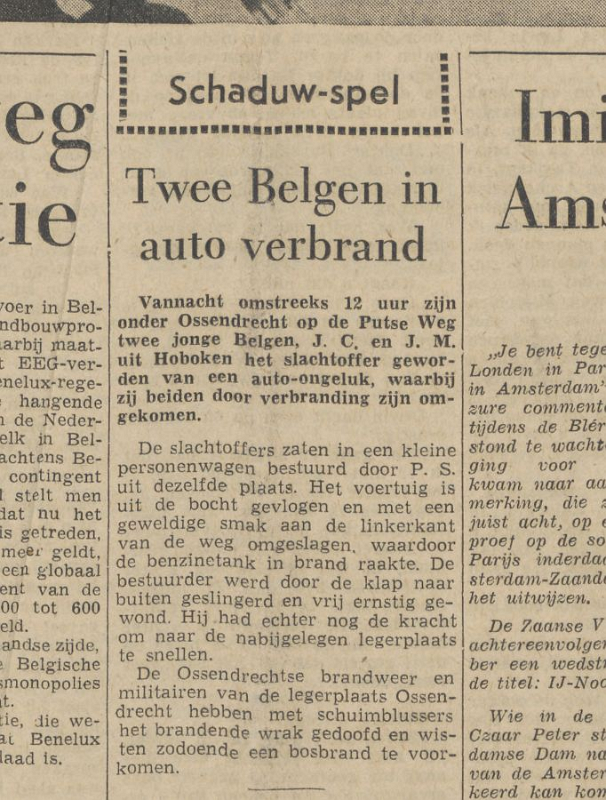 eg
tie
voer in Bel-
ndbouwpro-
arbij maat-
t EEG-ver-
enelux-rege-
hangende
n de Neder-
elk in Bel-
achtens Be-
contingent
l stelt men
dat nu het
is getreden,
meer geldt,
een globaal
ent van de
00 tot 600
eld.
andse zijde,
e Belgische
smonopolies
t.
tie, die we-
at Benelux
laad is.
Schaduw-spel
Twee Belgen in
auto verbrand
Vannacht omstreeks 12 uur zijn
onder Ossendrecht op de Putse Weg
twee jonge Belgen, J. C. en J. M.
uit Hoboken het slachtoffer gewor-
den van een auto-ongeluk, waarbij
zij beiden door verbranding zijn om-
gekomen.
De slachtoffers zaten in een kleine
personenwagen bestuurd door P. S.
uit dezelfde plaats. Het voertuig is
uit de bocht gevlogen en met een
geweldige smak aan de linkerkant
van de weg omgeslagen, waardoor
de benzinetank in brand raakte. De
bestuurder werd door de klap naar
buiten geslingerd en vrij ernstig ge-
wond. Hij had echter nog de kracht
om naar de nabijgelegen legerplaats
te snellen.
De Ossendrechtse brandweer en
militairen van de legerplaats Ossen-
drecht hebben met schuimblussers
het brandende wrak gedoofd en wis-
ten zodoende een bosbrand te voor-
komen.
Imi
Ams
„Je bent tege
Londen in Par
in Amsterdam"
zure comment
tijdens de Blér
stond te wacht
ging voor
kwam naar aa
merking, die z
juist acht, op e
proef op de so
Parijs inderda
sterdam-Zaand
het uitwijzen.
De Zaanse V
achtereenvolgen
ber een wedstr
de titel: IJ-Noo
Wie in de
Czaar Peter st
damse Dam na
van de Amster
keerd kan kom